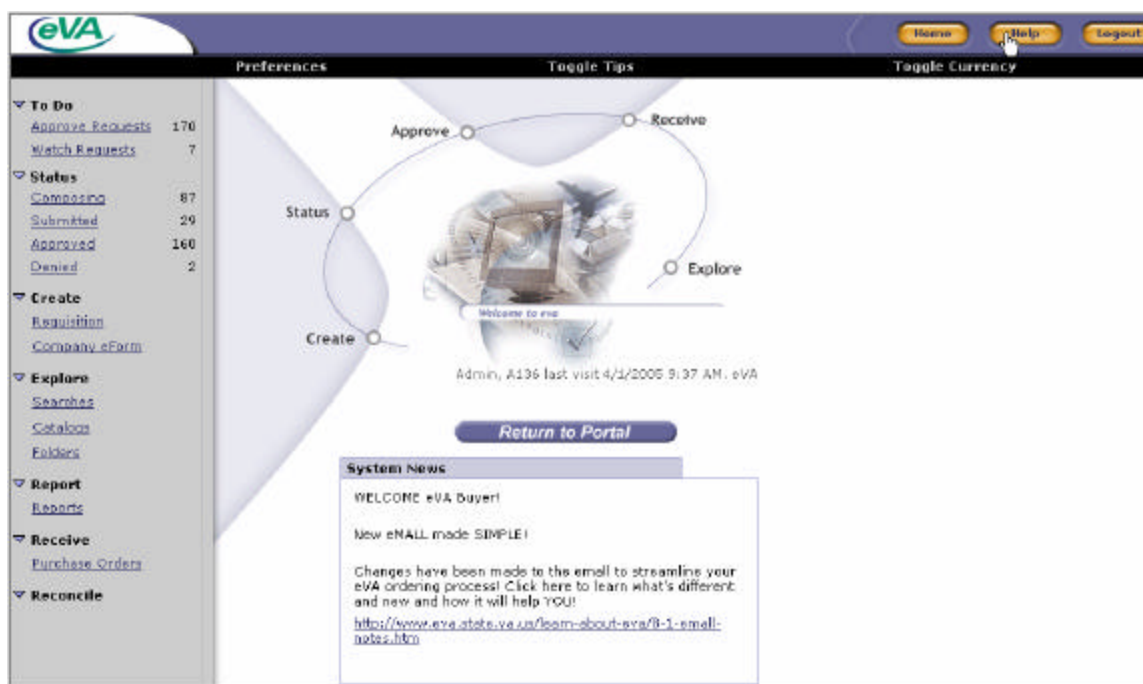 eVA
Home Help Logout
Preferences Toggle Tips Toggle Currency
To Do
Approve Requests 170
Watch Requests 7
Status
Composing 87
Submitted 29
Approved 160
Denied 2
Create
Requisition
Company eForm
Explore
Searches
Catalogs
Folders
Report
Reports
Receive
Purchase Orders
Reconcile
Approve
Receive
Status
Explore
Welcome to eva
Create
Admin, A136 last visit 4/1/2005 9:37 AM. eVA
Return to Portal
System News
WELCOME eVA Buyer!
New eMALL made SIMPLE!
Changes have been made to the email to streamline your
eVA ordering process! Click here to learn what's different
and new and how it will help YOU!
http://www.eva.state.va.us/learn-about-eva/8-1-email-
notes.htm